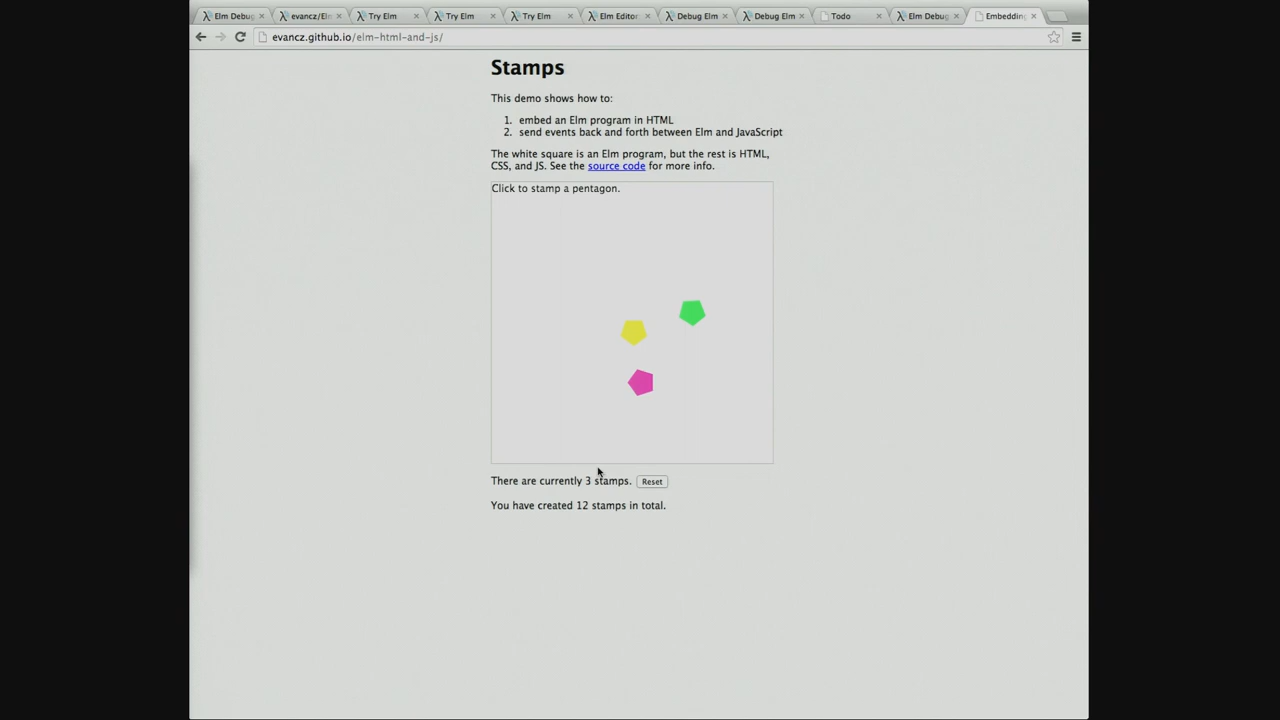 Elm Debug
evancz/Elm
Try Elm
Try Elm
Try Elm
Elm Editor
Debug Elm
Debug Elm
Todo
Elm Debug
Embedding
evancz.github.io/elm-html-and-js/
Stamps
This demo shows how to:
1. embed an Elm program in HTML
2. send events back and forth between Elm and JavaScript
The white square is an Elm program, but the rest is HTML,
CSS, and JS. See the source code for more info.
Click to stamp a pentagon.
There are currently 3 stamps. Reset
You have created 12 stamps in total.